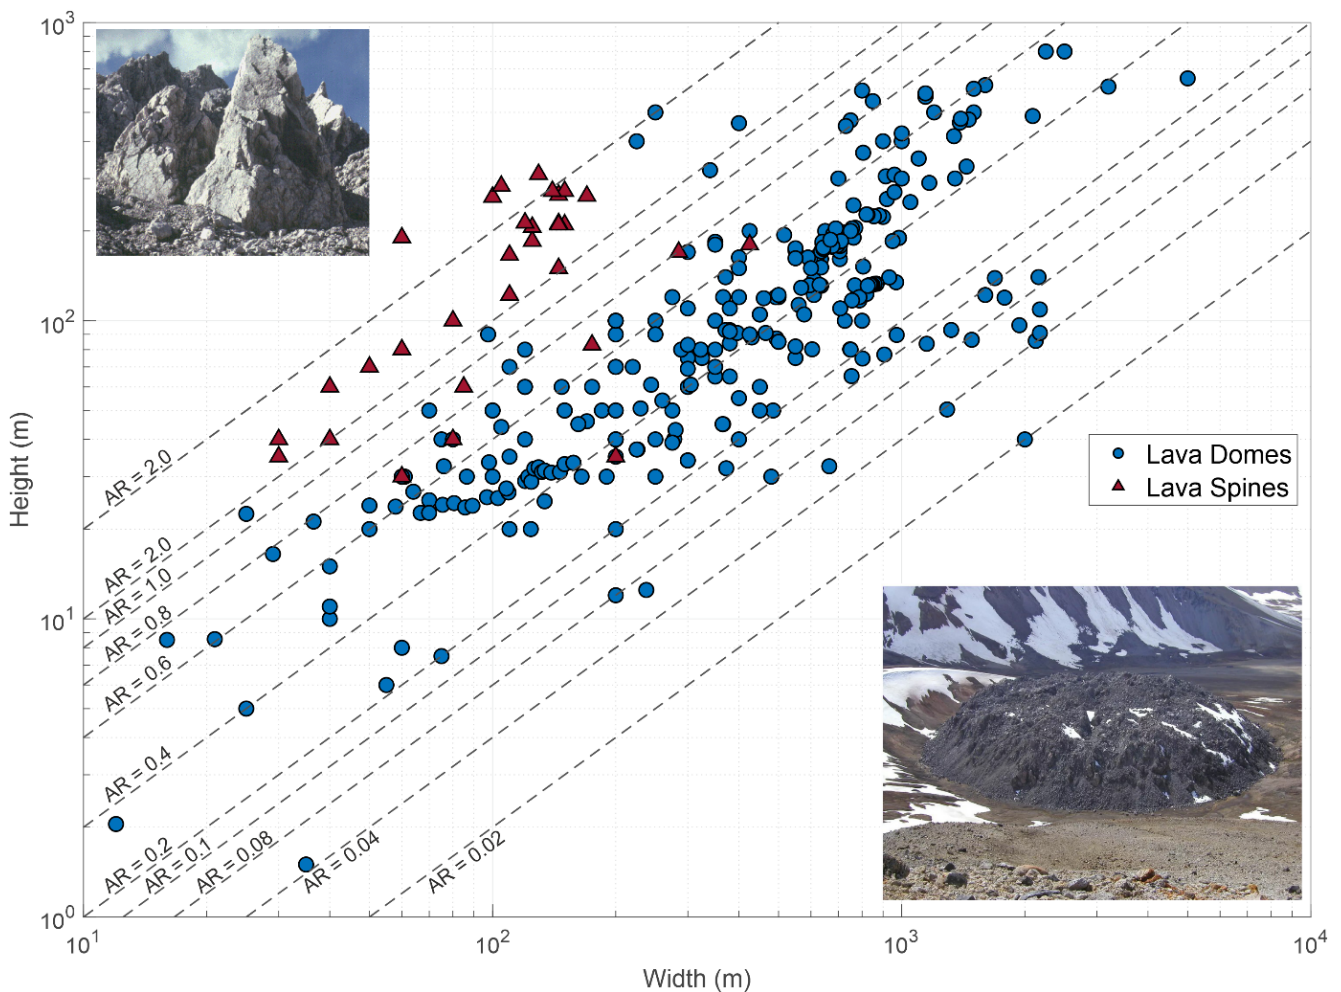 10³
10²
10¹
10⁰
Height (m)
AR = 2.0
AR = 2.0
AR = 1.0
AR = 0.8
AR = 0.6
AR = 0.4
AR = 0.2
AR = 0.1
AR = 0.08
AR = 0.04
AR = 0.02
Lava Domes
Lava Spines
10¹
10²
10³
10⁴
Width (m)